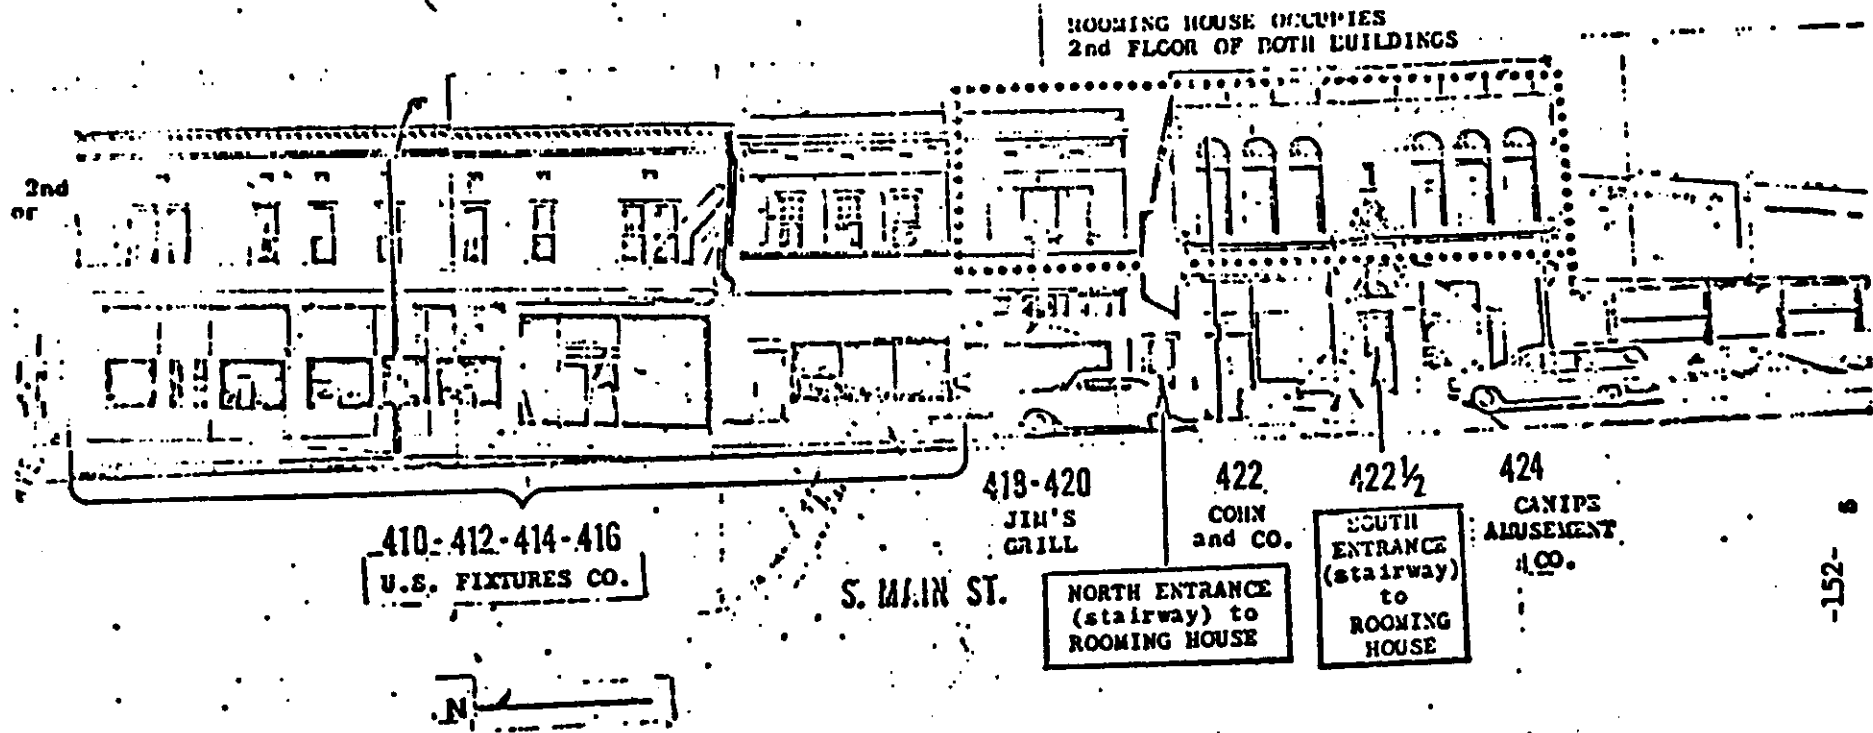 ROOMING HOUSE OCCUPIES
2nd FLOOR OF BOTH BUILDINGS
2nd
or
418-420
JIM'S
GRILL
422
COHN
and CO.
422½
SOUTH
ENTRANCE
(stairway)
to
ROOMING
HOUSE
424
CANIPE
AMUSEMENT
CO.
410-412-414-416
U.S. FIXTURES CO.
S. MAIN ST.
NORTH ENTRANCE
(stairway) to
ROOMING HOUSE
N
-152-